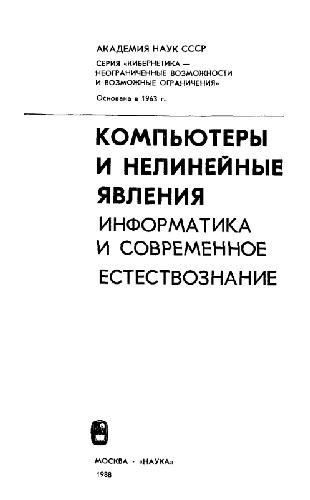 АКАДЕМИЯ НАУК СССР
СЕРИЯ «КИБЕРНЕТИКА —
НЕОГРАНИЧЕННЫЕ ВОЗМОЖНОСТИ
И ВОЗМОЖНЫЕ ОГРАНИЧЕНИЯ»
Основана в 1963 г.
КОМПЬЮТЕРЫ
И НЕЛИНЕЙНЫЕ
ЯВЛЕНИЯ
ИНФОРМАТИКА
И СОВРЕМЕННОЕ
ЕСТЕСТВОЗНАНИЕ
МОСКВА · «НАУКА»
1988